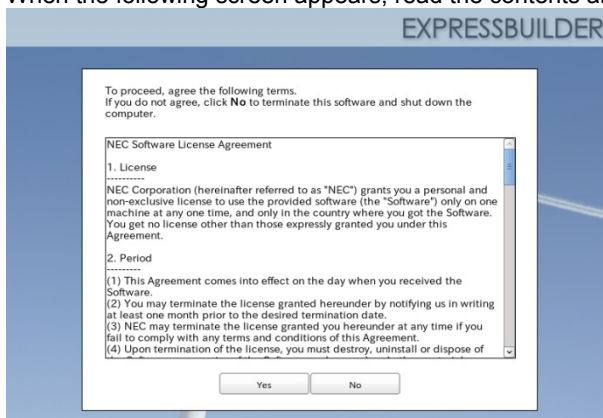 When the following screen appears, read the contents a
EXPRESSBUILDER
To proceed, agree the following terms.
If you do not agree, click No to terminate this software and shut down the
computer.
NEC Software License Agreement
1. License
----------
NEC Corporation (hereinafter referred to as "NEC") grants you a personal and
non-exclusive license to use the provided software (the "Software") only on one
machine at any one time, and only in the country where you got the Software.
You get no license other than those expressly granted you under this
Agreement.
2. Period
---------
(1) This Agreement comes into effect on the day when you received the
Software.
(2) You may terminate the license granted hereunder by notifying us in writing
at least one month prior to the desired termination date.
(3) NEC may terminate the license granted you hereunder at any time if you
fail to comply with any terms and conditions of this Agreement.
(4) Upon termination of the license, you must destroy, uninstall or dispose of
Yes No